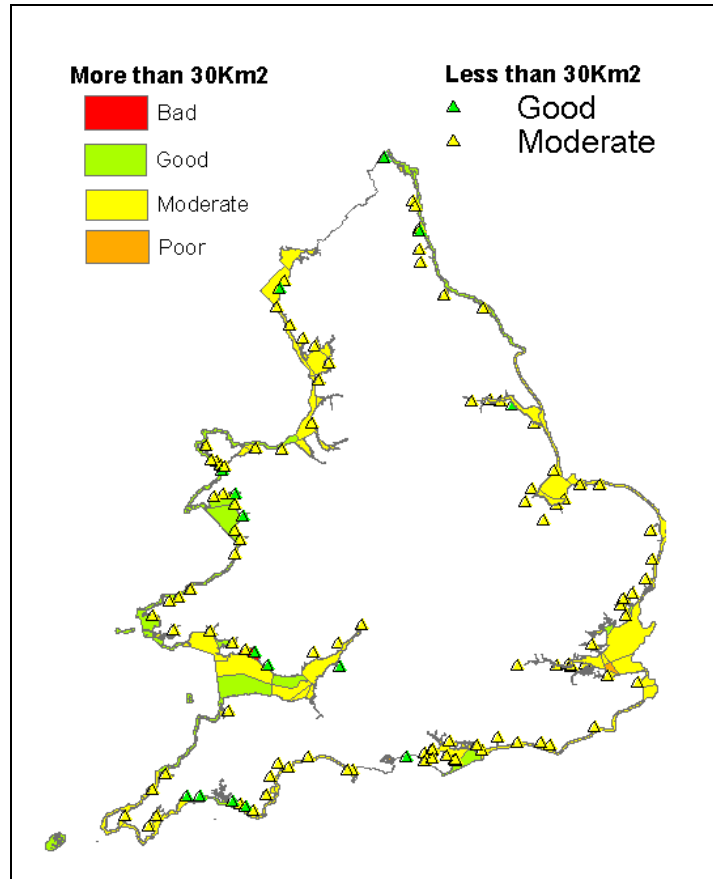 More than 30Km2
Bad
Good
Moderate
Poor
Less than 30Km2
Good
Moderate